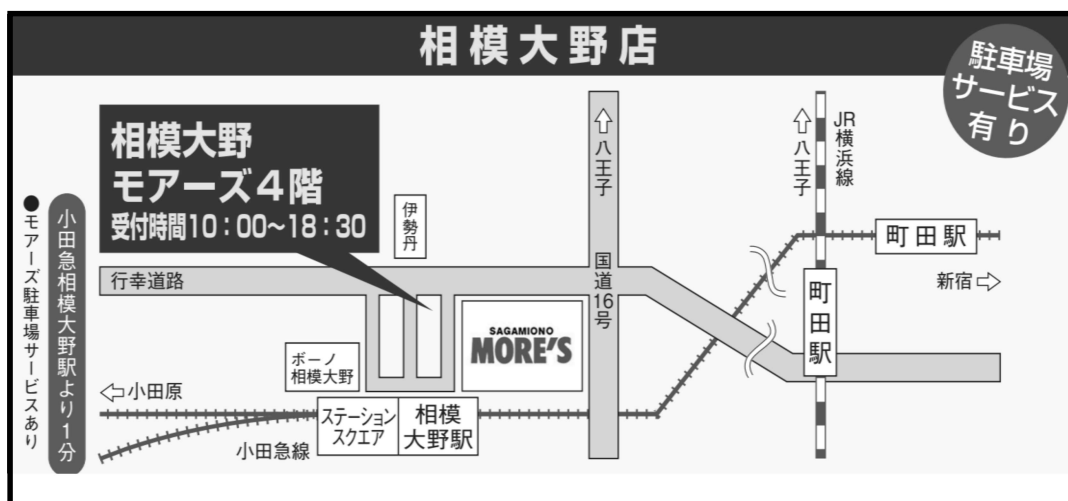 相模大野店
駐車場
サービス
有り
相模大野
モアーズ4階
受付時間10：00～18：30
●モアーズ駐車場サービスあり
小田急相模大野駅より1分
伊勢丹
八王子
国道16号
八王子
JR横浜線
町田駅
新宿
町田駅
行幸道路
SAGAMIONO
MORE'S
ボーノ
相模大野
小田原
ステーション
スクエア
相模
大野駅
小田急線